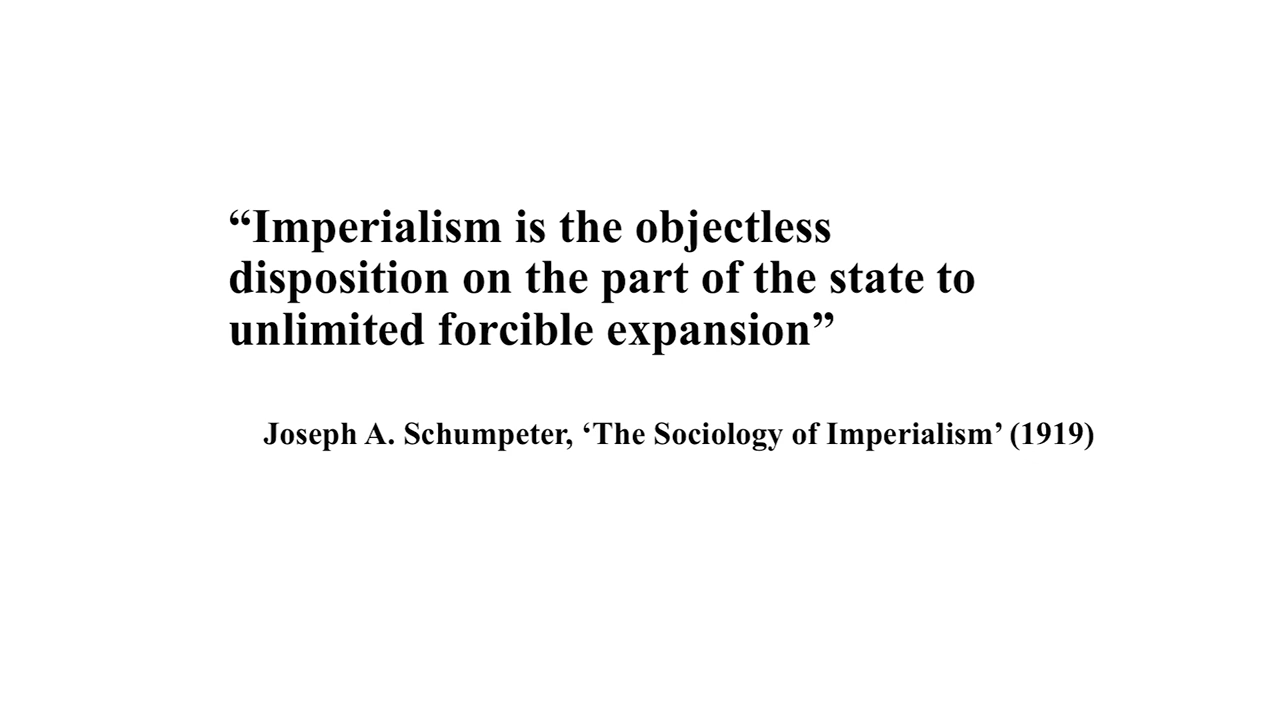 “Imperialism is the objectless
disposition on the part of the state to
unlimited forcible expansion”
Joseph A. Schumpeter, ‘The Sociology of Imperialism’ (1919)